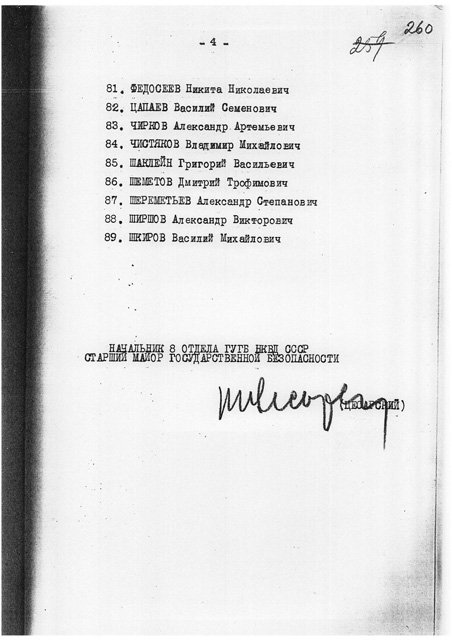 260
257
- 4 -
81. ФЕДОСЕЕВ Никита Николаевич
82. ЦАПАЕВ Василий Семенович
83. ЧИРКОВ Александр Артемьевич
84. ЧИСТЯКОВ Владимир Михайлович
85. ШАКЛЕЙН Григорий Васильевич
86. ШЕМЕТОВ Дмитрий Трофимович
87. ШЕРЕМЕТЬЕВ Александр Степанович
88. ШИРШОВ Александр Викторович
89. ШКИРОВ Василий Михайлович
НАЧАЛЬНИК 8 ОТДЕЛА ГУГБ НКВД СССР
СТАРШИЙ МАЙОР ГОСУДАРСТВЕННОЙ БЕЗОПАСНОСТИ
(ЦЕСАРСКИЙ)